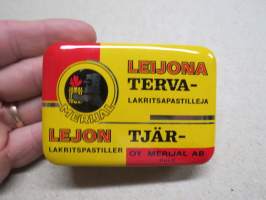 LEIJONA
TERVA-
LAKRITSAPASTILLEJA
MERIJAL
LEJON TJÄR-
LAKRITSPASTILLER OY MERIJAL AB